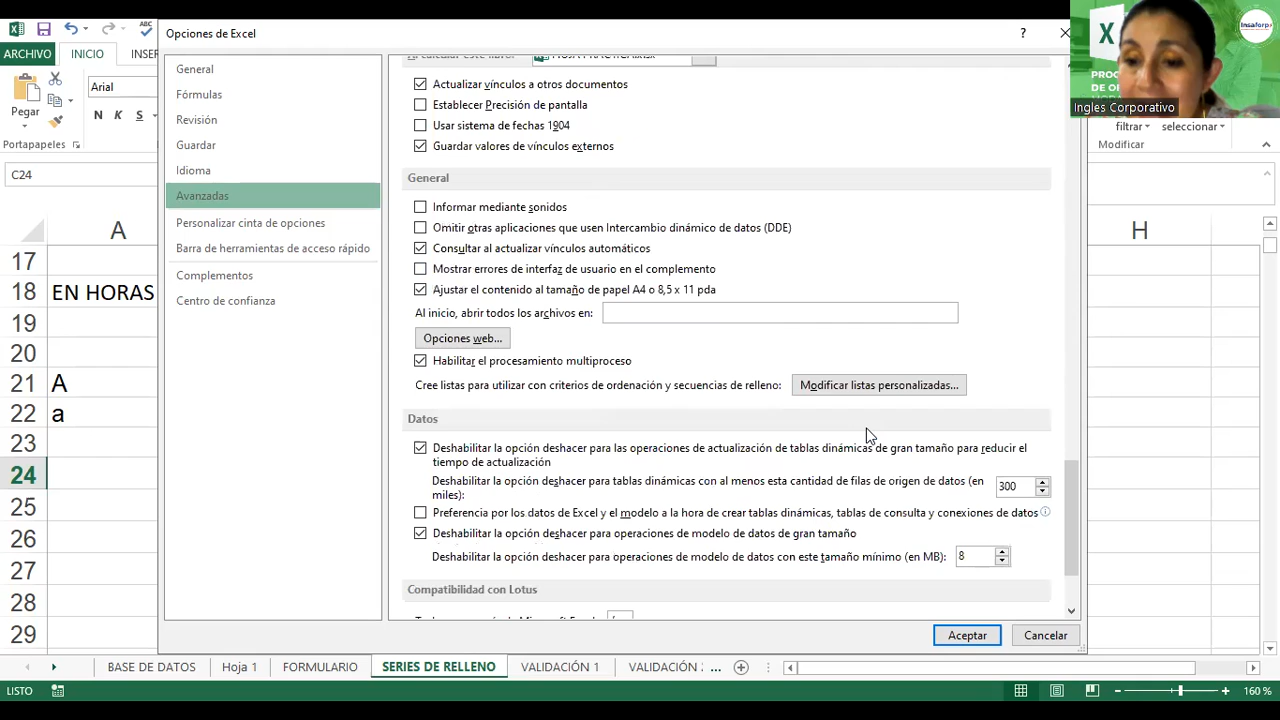 Opciones de Excel
?
ARCHIVO
INICIO
INSER
Arial
Pegar
N
K
S
Portapapeles
C24
General
Fórmulas
Revisión
Guardar
Idioma
Avanzadas
Personalizar cinta de opciones
Barra de herramientas de acceso rápido
Complementos
Centro de confianza
Actualizar vínculos a otros documentos
Establecer Precisión de pantalla
Usar sistema de fechas 1904
Guardar valores de vínculos externos
General
Informar mediante sonidos
Omitir otras aplicaciones que usen Intercambio dinámico de datos (DDE)
Consultar al actualizar vínculos automáticos
Mostrar errores de interfaz de usuario en el complemento
Ajustar el contenido al tamaño de papel A4 o 8,5 x 11 pda
Al inicio, abrir todos los archivos en:
Opciones web...
Habilitar el procesamiento multiproceso
Cree listas para utilizar con criterios de ordenación y secuencias de relleno: Modificar listas personalizadas...
Datos
Deshabilitar la opción deshacer para las operaciones de actualización de tablas dinámicas de gran tamaño para reducir el
tiempo de actualización
Deshabilitar la opción deshacer para tablas dinámicas con al menos esta cantidad de filas de origen de datos (en
miles): 300
Preferencia por los datos de Excel y el modelo a la hora de crear tablas dinámicas, tablas de consulta y conexiones de datos
Deshabilitar la opción deshacer para operaciones de modelo de datos de gran tamaño
Deshabilitar la opción deshacer para operaciones de modelo de datos con este tamaño mínimo (en MB): 8
Compatibilidad con Lotus
Aceptar
Cancelar
Insaforp
X
Ingles Corporativo
filtrar
seleccionar
Modificar
A
H
17
18 EN HORAS
19
20
21 A
22 a
23
24
25
26
27
28
29
BASE DE DATOS
Hoja 1
FORMULARIO
SERIES DE RELLENO
VALIDACIÓN 1
VALIDACIÓN
...
LISTO
160 %